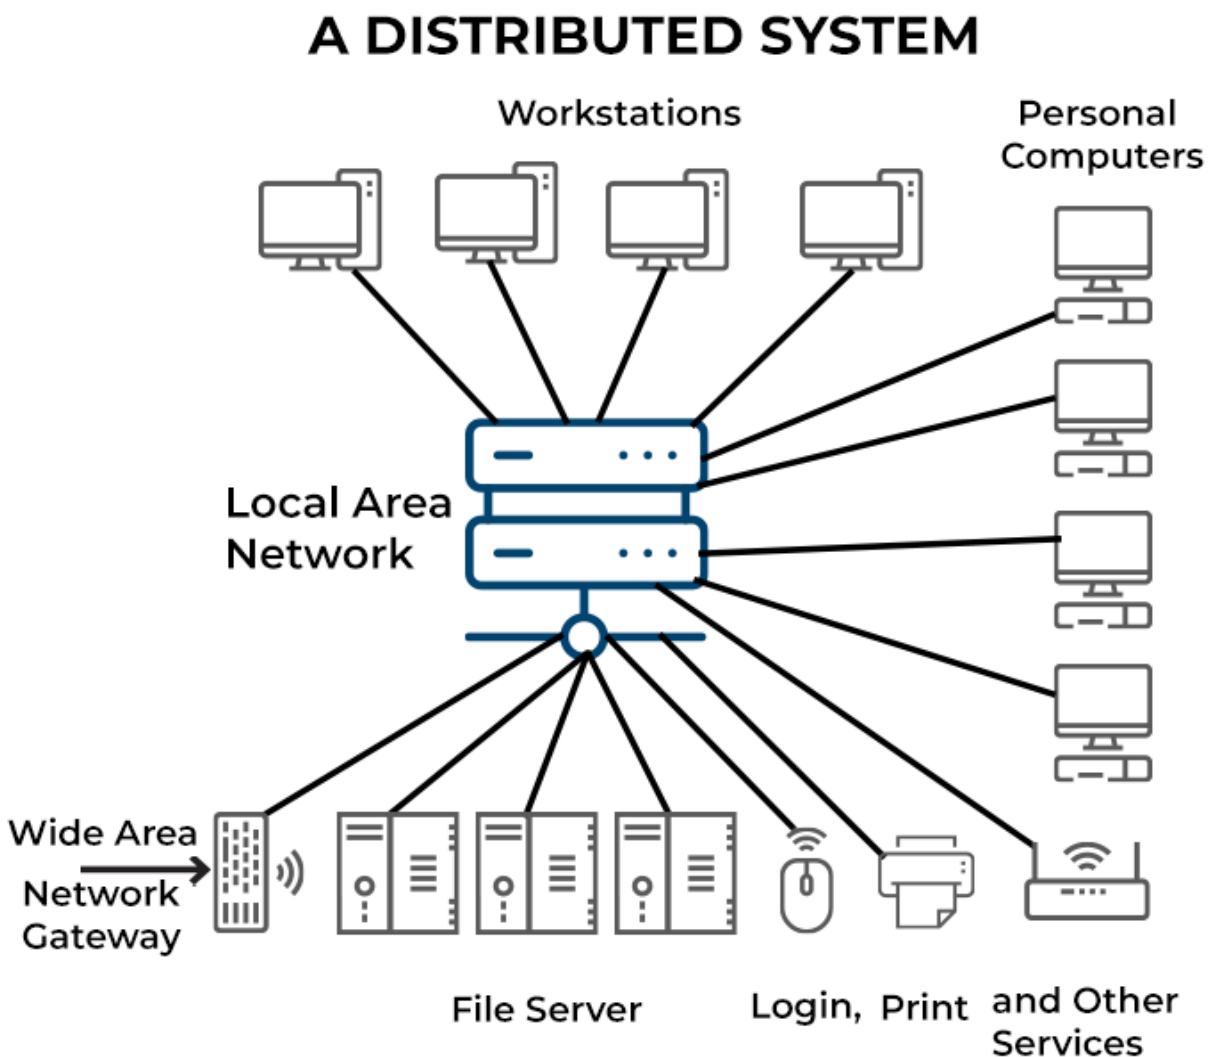 A DISTRIBUTED SYSTEM
Workstations
Personal
Computers
Local Area
Network
Wide Area
Network
Gateway
File Server
Login,
Print
and Other
Services